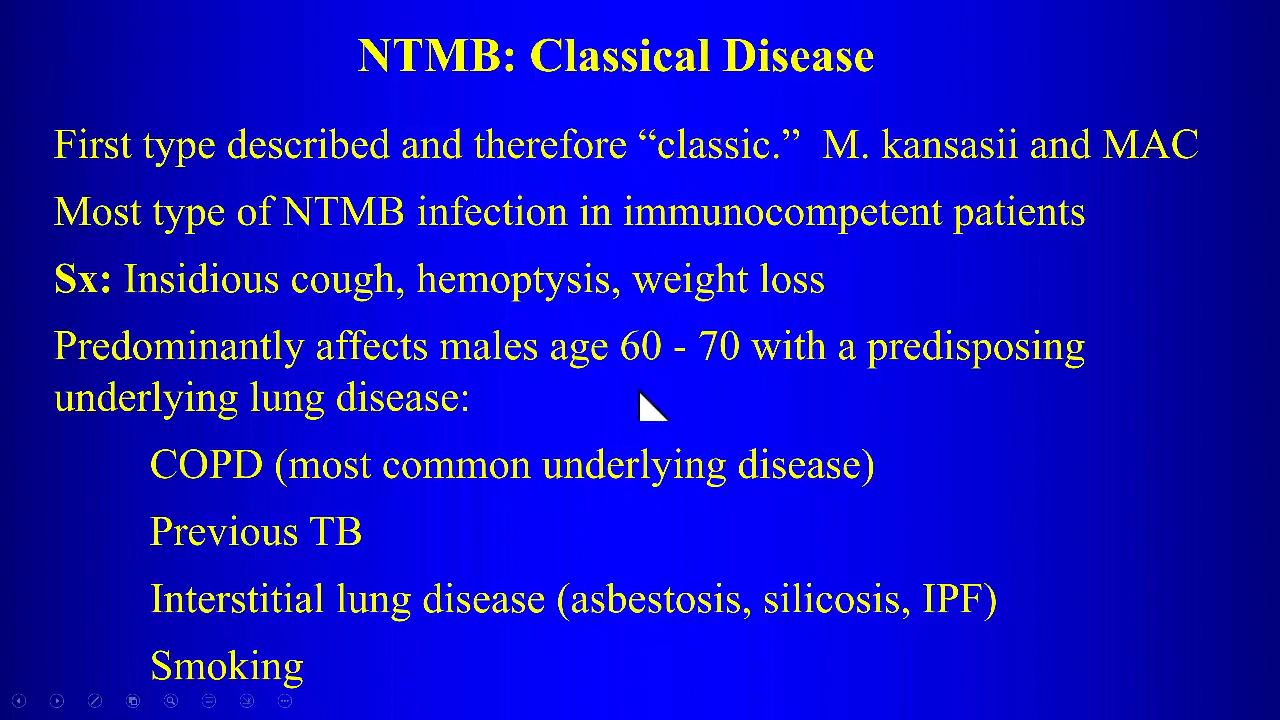 NTMB: Classical Disease
First type described and therefore “classic.”  M. kansasii and MAC
Most type of NTMB infection in immunocompetent patients
Sx: Insidious cough, hemoptysis, weight loss
Predominantly affects males age 60 - 70 with a predisposing
underlying lung disease:
COPD (most common underlying disease)
Previous TB
Interstitial lung disease (asbestosis, silicosis, IPF)
Smoking